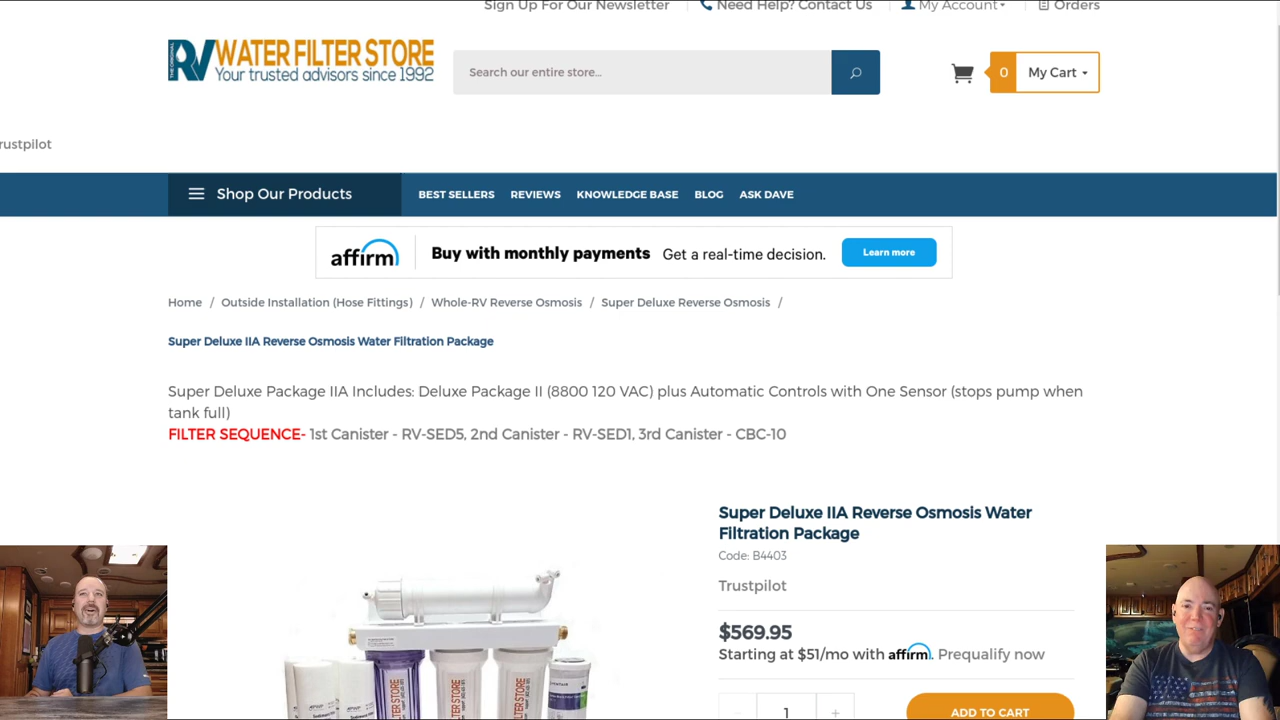 Sign Up For Our Newsletter
Need Help? Contact Us
My Account
Orders
THE ORIGINAL
RV WATER FILTER STORE
Your trusted advisors since 1992
Search our entire store...
0
My Cart
rustpilot
Shop Our Products
BEST SELLERS
REVIEWS
KNOWLEDGE BASE
BLOG
ASK DAVE
affirm
Buy with monthly payments
Get a real-time decision.
Learn more
Home / Outside Installation (Hose Fittings) / Whole-RV Reverse Osmosis / Super Deluxe Reverse Osmosis /
Super Deluxe IIA Reverse Osmosis Water Filtration Package
Super Deluxe Package IIA Includes: Deluxe Package II (8800 120 VAC) plus Automatic Controls with One Sensor (stops pump when
tank full)
FILTER SEQUENCE- 1st Canister - RV-SED5, 2nd Canister - RV-SED1, 3rd Canister - CBC-10
Super Deluxe IIA Reverse Osmosis Water
Filtration Package
Code: B4403
Trustpilot
$569.95
Starting at $51/mo with affirm. Prequalify now
1
+
ADD TO CART
FILTER STORE